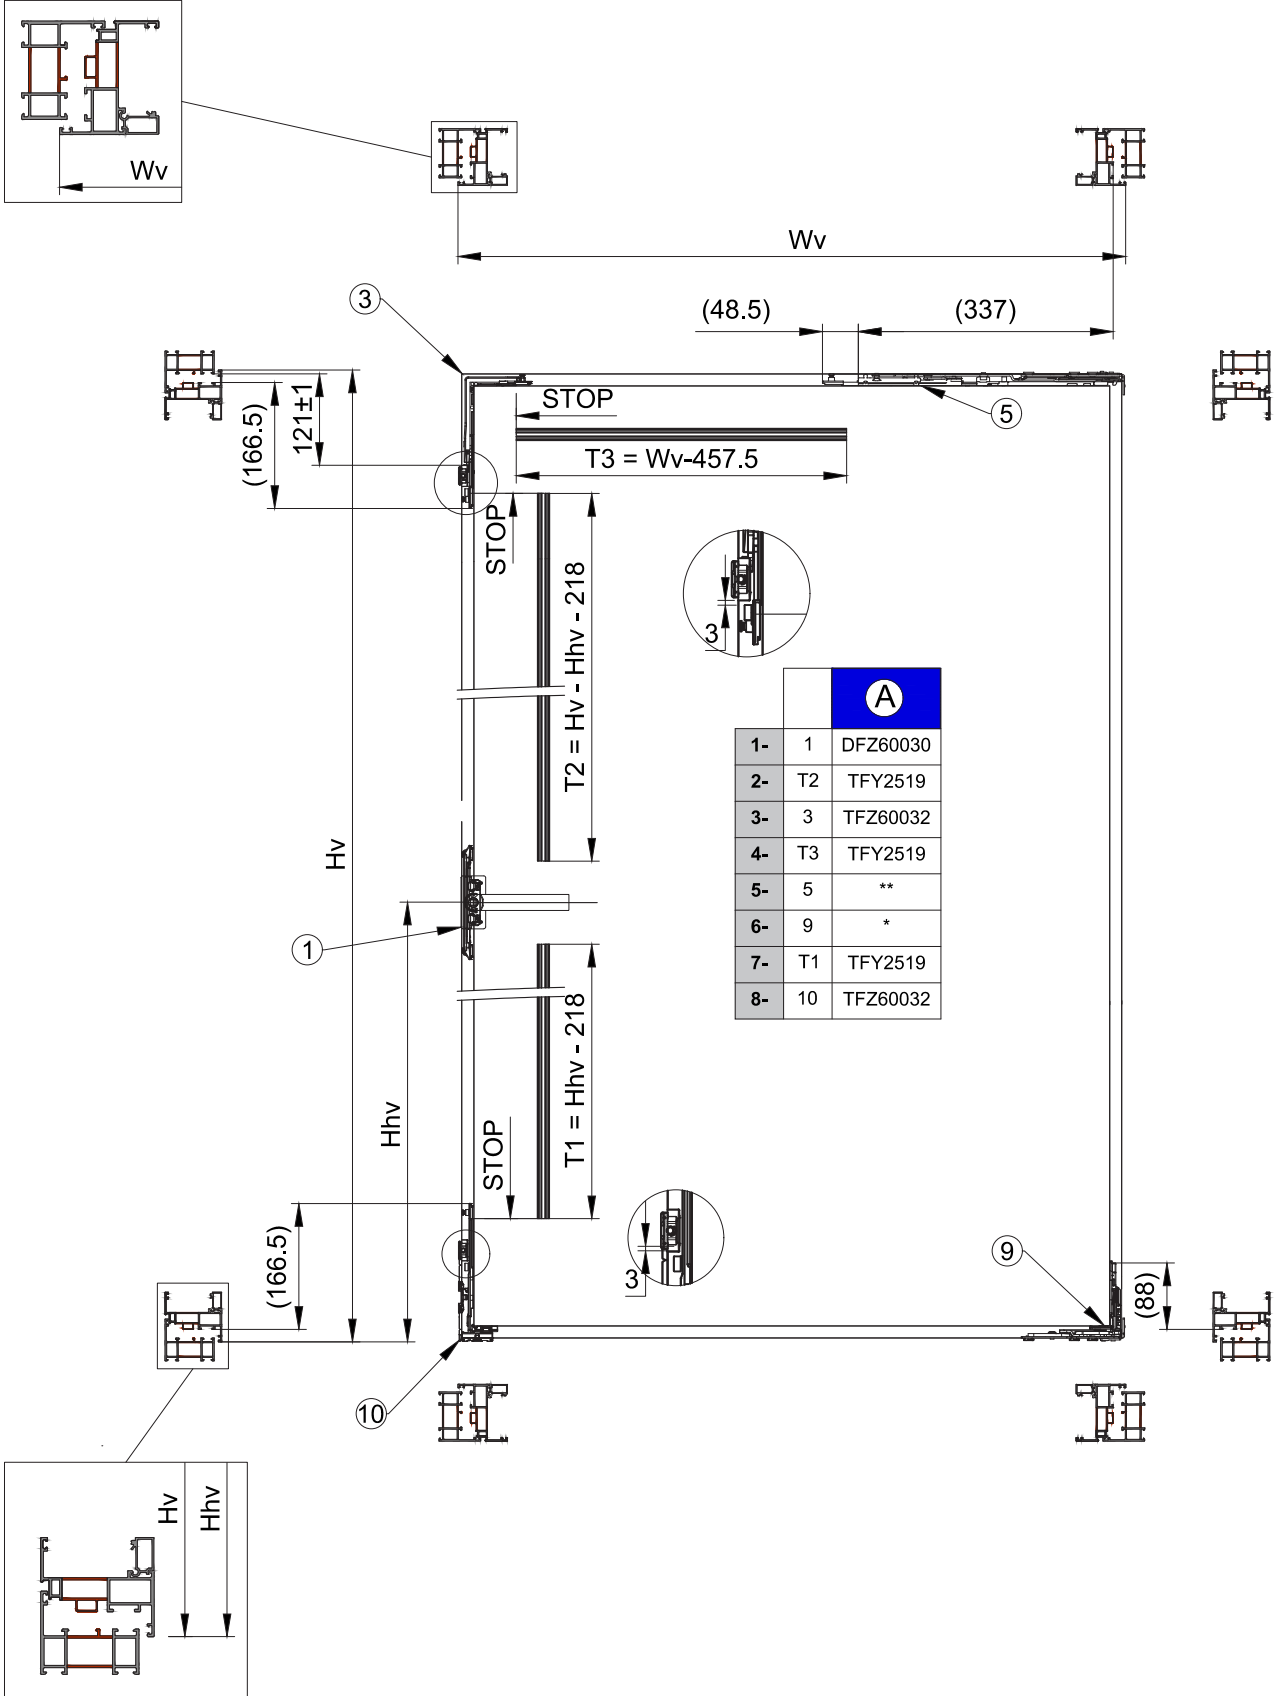 Wv
Wv
(48.5)
(337)
3
5
(166.5)
121±1
STOP
T3 = Wv-457.5
STOP
T2 = Hv - Hhv - 218
3
A
1- 1 DFZ60030
2- T2 TFY2519
3- 3 TFZ60032
4- T3 TFY2519
5- 5 **
6- 9 *
7- T1 TFY2519
8- 10 TFZ60032
Hv
1
Hhv
T1 = Hhv - 218
STOP
(166.5)
3
9
(88)
10
Hv
Hhv